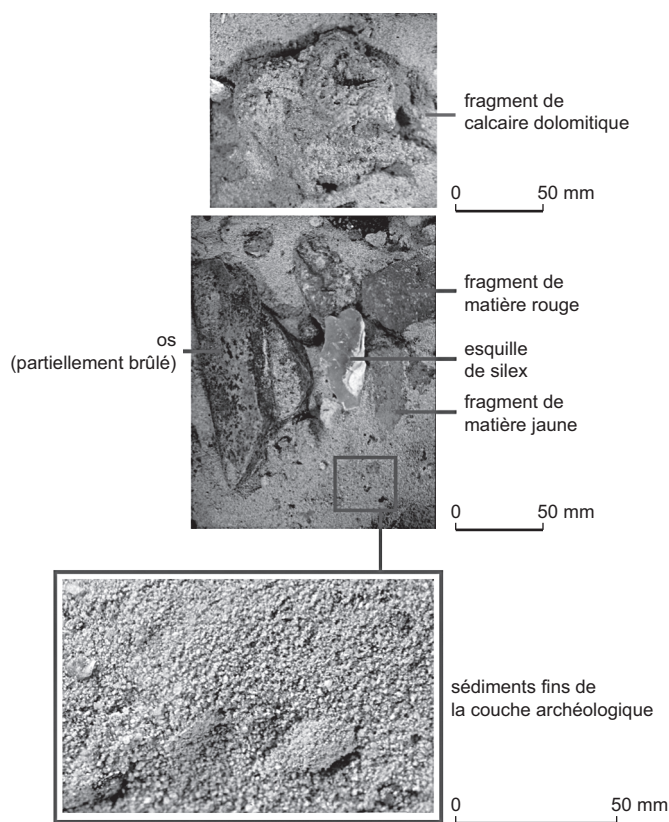 fragment de
calcaire dolomitique
0 50 mm
fragment de
matière rouge
os
(partiellement brûlé)
esquille
de silex
fragment de
matière jaune
0 50 mm
sédiments fins de
la couche archéologique
0 50 mm